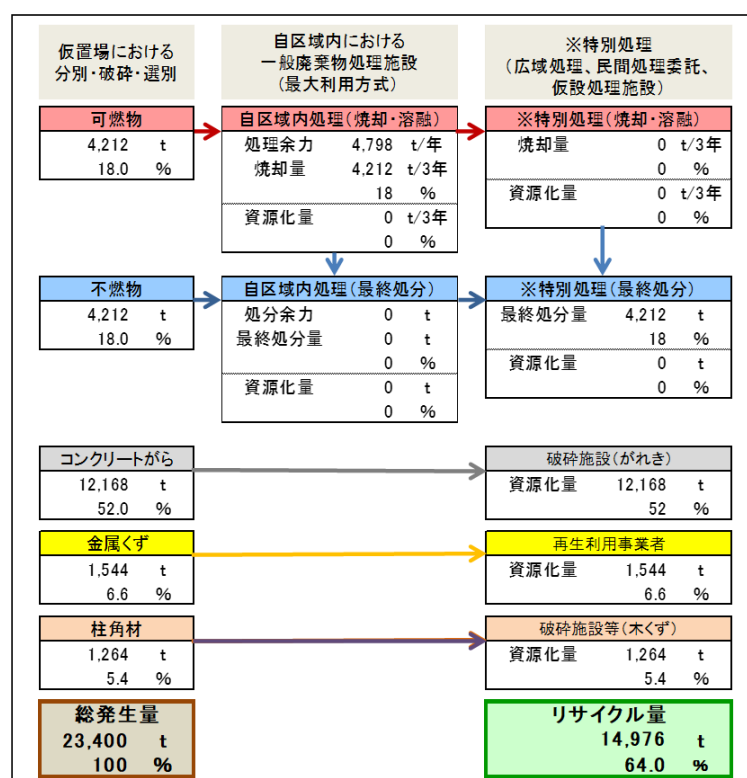 仮置場における
分別・破砕・選別
自区域内における
一般廃棄物処理施設
(最大利用方式)
※特別処理
(広域処理、民間処理委託、
仮設処理施設)
可燃物
4,212 t
18.0 %
自区域内処理(焼却・溶融)
処理余力 4,798 t/年
焼却量 4,212 t/3年
18 %
資源化量 0 t/3年
0 %
※特別処理(焼却・溶融)
焼却量 0 t/3年
0 %
資源化量 0 t/3年
0 %
不燃物
4,212 t
18.0 %
自区域内処理(最終処分)
処分余力 0 t
最終処分量 0 t
0 %
資源化量 0 t
0 %
※特別処理(最終処分)
最終処分量 4,212 t
18 %
資源化量 0 t
0 %
コンクリートがら
12,168 t
52.0 %
破砕施設(がれき)
資源化量 12,168 t
52 %
金属くず
1,544 t
6.6 %
再生利用事業者
資源化量 1,544 t
6.6 %
柱角材
1,264 t
5.4 %
破砕施設等(木くず)
資源化量 1,264 t
5.4 %
総発生量
23,400 t
100 %
リサイクル量
14,976 t
64.0 %